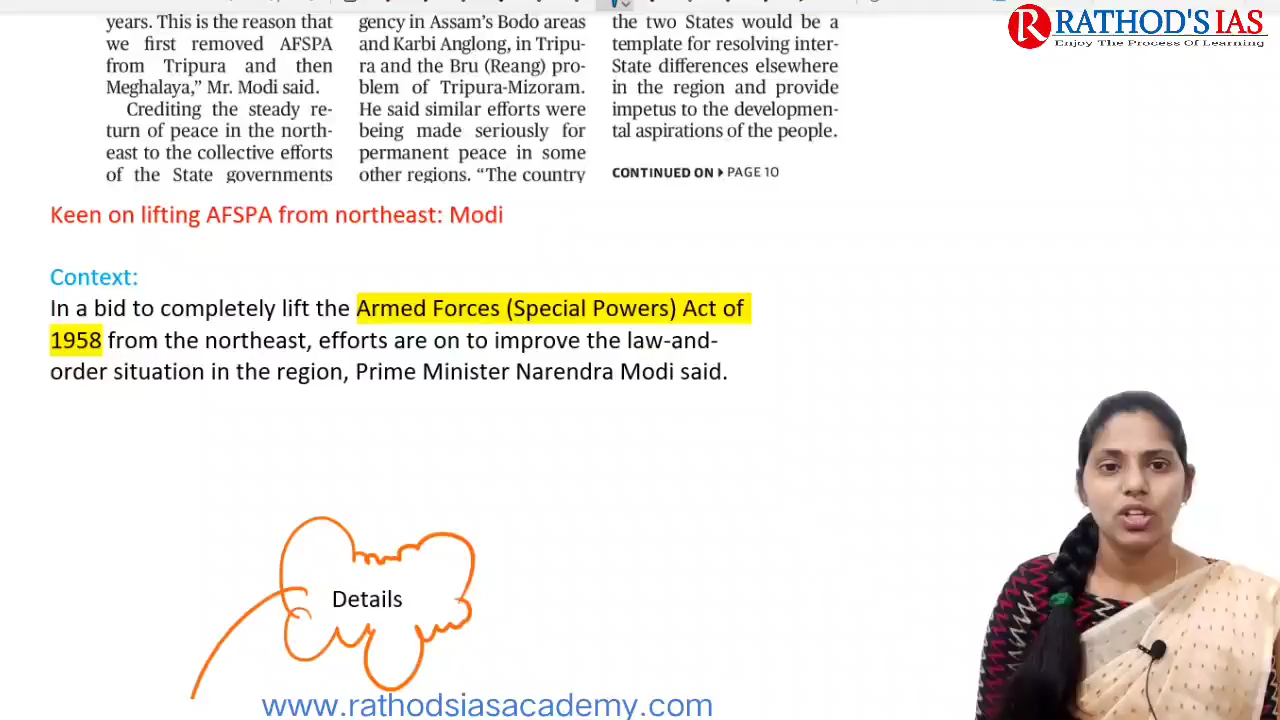 years. This is the reason that
we first removed AFSPA
from Tripura and then
Meghalaya,” Mr. Modi said.
Crediting the steady re-
turn of peace in the north-
east to the collective efforts
of the State governments
gency in Assam’s Bodo areas
and Karbi Anglong, in Tripu-
ra and the Bru (Reang) pro-
blem of Tripura-Mizoram.
He said similar efforts were
being made seriously for
permanent peace in some
other regions. “The country
the two States would be a
template for resolving inter-
State differences elsewhere
in the region and provide
impetus to the developmen-
tal aspirations of the people.
CONTINUED ON PAGE 10
R RATHOD'S IAS
Enjoy The Process Of Learning
Keen on lifting AFSPA from northeast: Modi
Context:
In a bid to completely lift the Armed Forces (Special Powers) Act of
1958 from the northeast, efforts are on to improve the law-and-
order situation in the region, Prime Minister Narendra Modi said.
Details
www.rathodsiasacademy.com